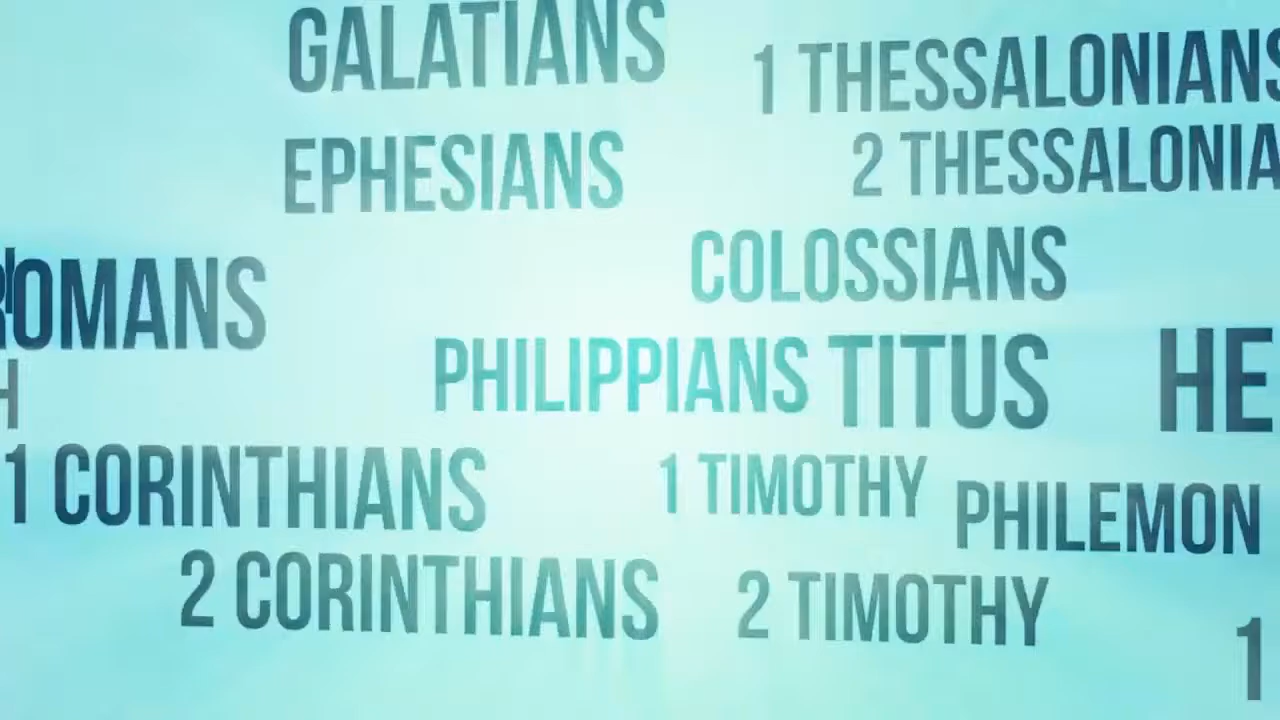 GALATIANS
1 THESSALONIANS
EPHESIANS
2 THESSALONIA
COLOSSIANS
ROMANS
PHILIPPIANS
TITUS
HE
H
1 CORINTHIANS
1 TIMOTHY
PHILEMON
2 CORINTHIANS
2 TIMOTHY
1